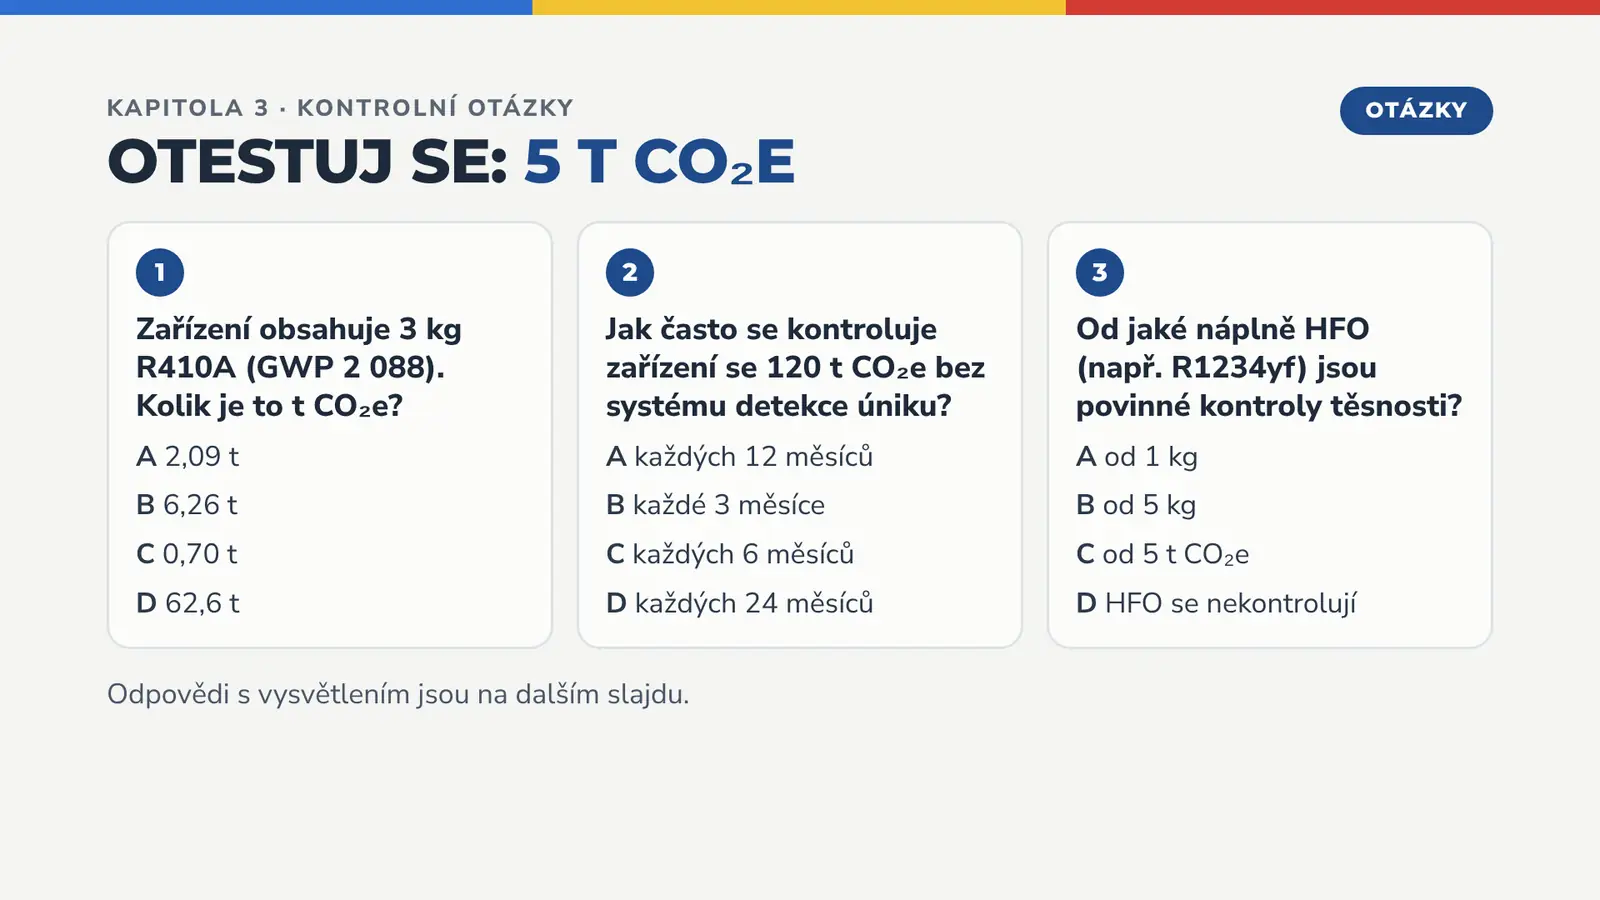 KAPITOLA 3 · KONTROLNÍ OTÁZKY
OTÁZKY
OTESTUJ SE: 5 T CO₂E
1
Zařízení obsahuje 3 kg
R410A (GWP 2 088).
Kolik je to t CO₂e?
A 2,09 t
B 6,26 t
C 0,70 t
D 62,6 t
2
Jak často se kontroluje
zařízení se 120 t CO₂e bez
systému detekce úniku?
A každých 12 měsíců
B každé 3 měsíce
C každých 6 měsíců
D každých 24 měsíců
3
Od jaké náplně HFO
(např. R1234yf) jsou
povinné kontroly těsnosti?
A od 1 kg
B od 5 kg
C od 5 t CO₂e
D HFO se nekontrolují
Odpovědi s vysvětlením jsou na dalším slajdu.